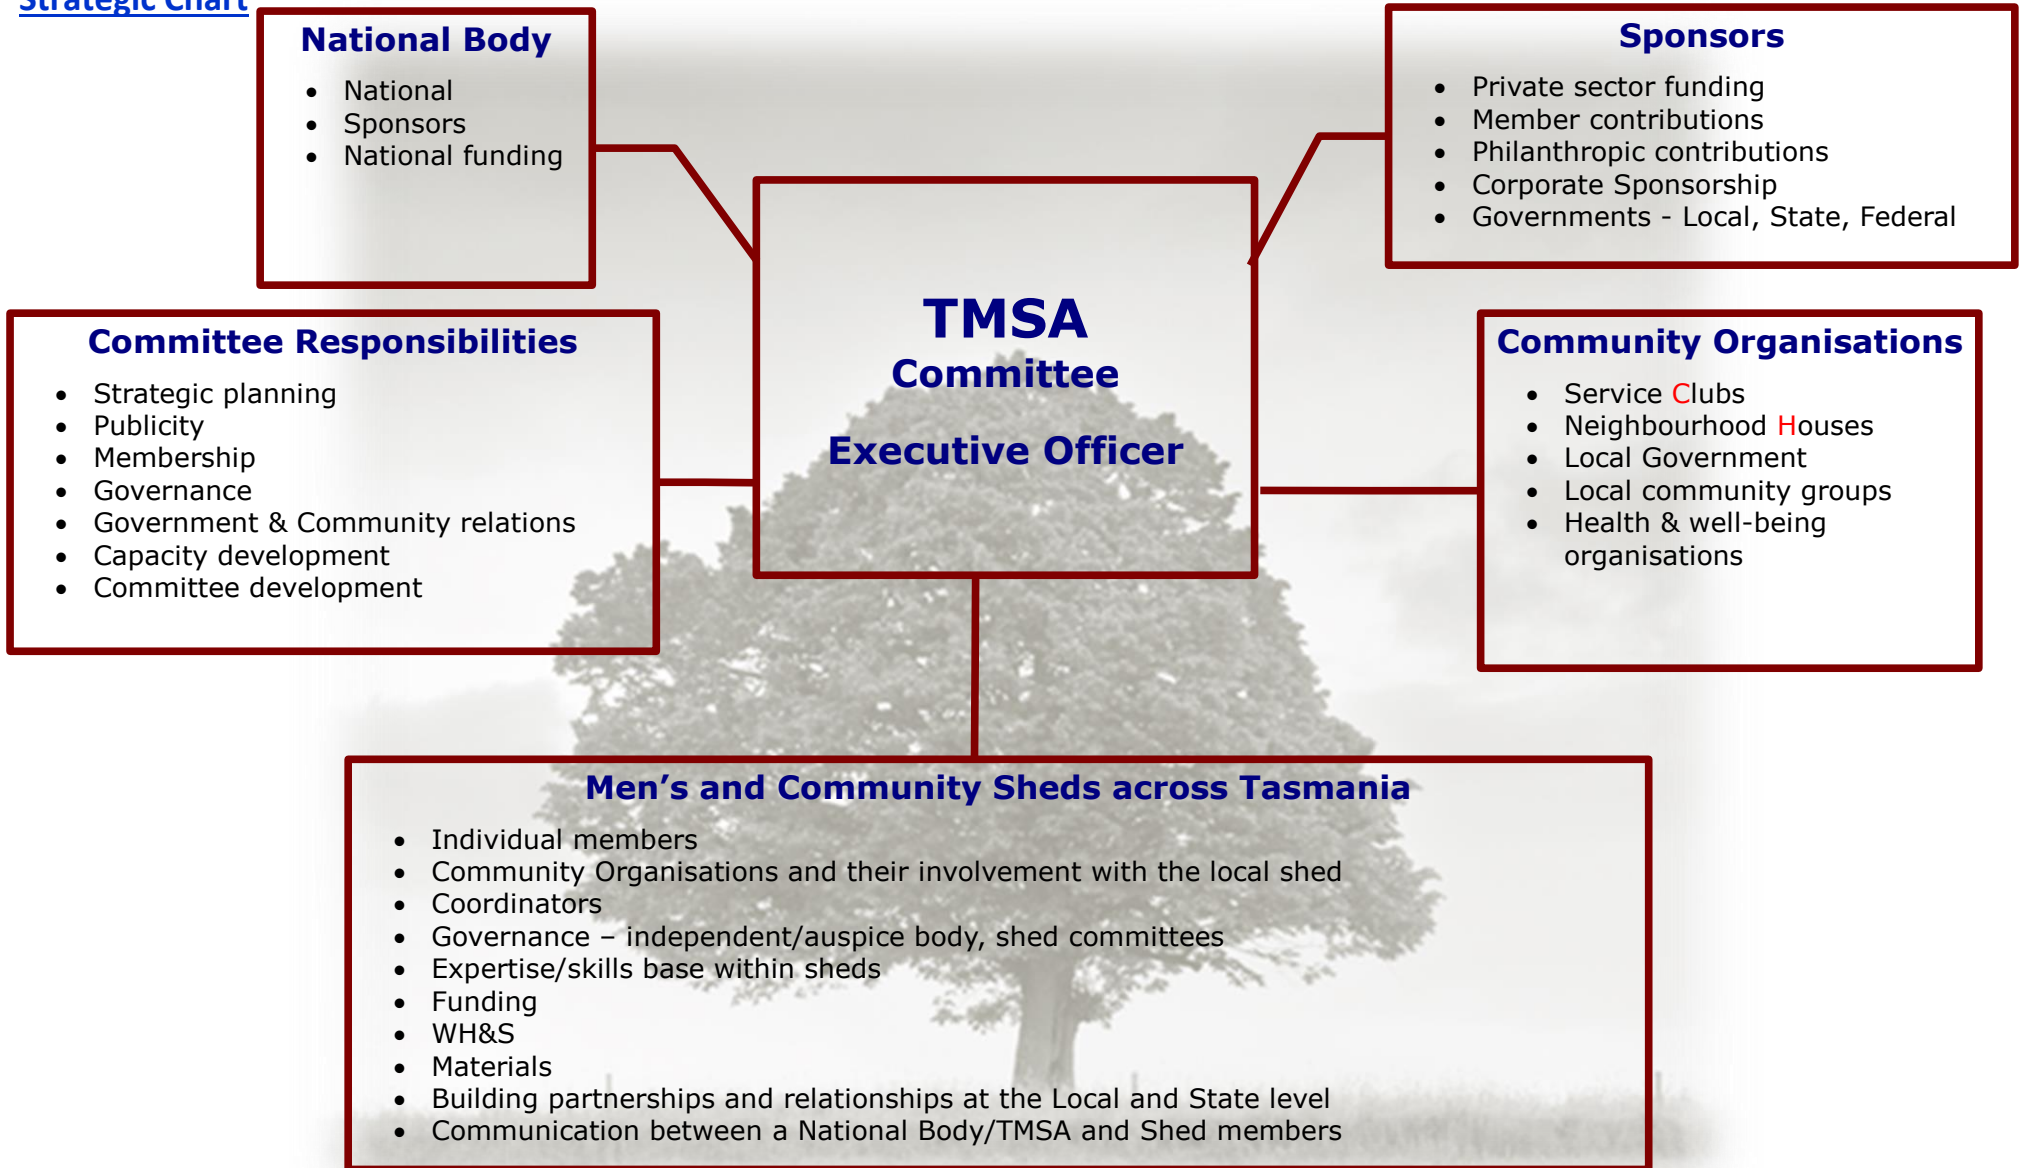 Strategic Chart
National Body
• National
• Sponsors
• National funding
Sponsors
• Private sector funding
• Member contributions
• Philanthropic contributions
• Corporate Sponsorship
• Governments - Local, State, Federal
TMSA
Committee
Executive Officer
Committee Responsibilities
• Strategic planning
• Publicity
• Membership
• Governance
• Government & Community relations
• Capacity development
• Committee development
Community Organisations
• Service Clubs
• Neighbourhood Houses
• Local Government
• Local community groups
• Health & well-being
organisations
Men’s and Community Sheds across Tasmania
• Individual members
• Community Organisations and their involvement with the local shed
• Coordinators
• Governance – independent/auspice body, shed committees
• Expertise/skills base within sheds
• Funding
• WH&S
• Materials
• Building partnerships and relationships at the Local and State level
• Communication between a National Body/TMSA and Shed members